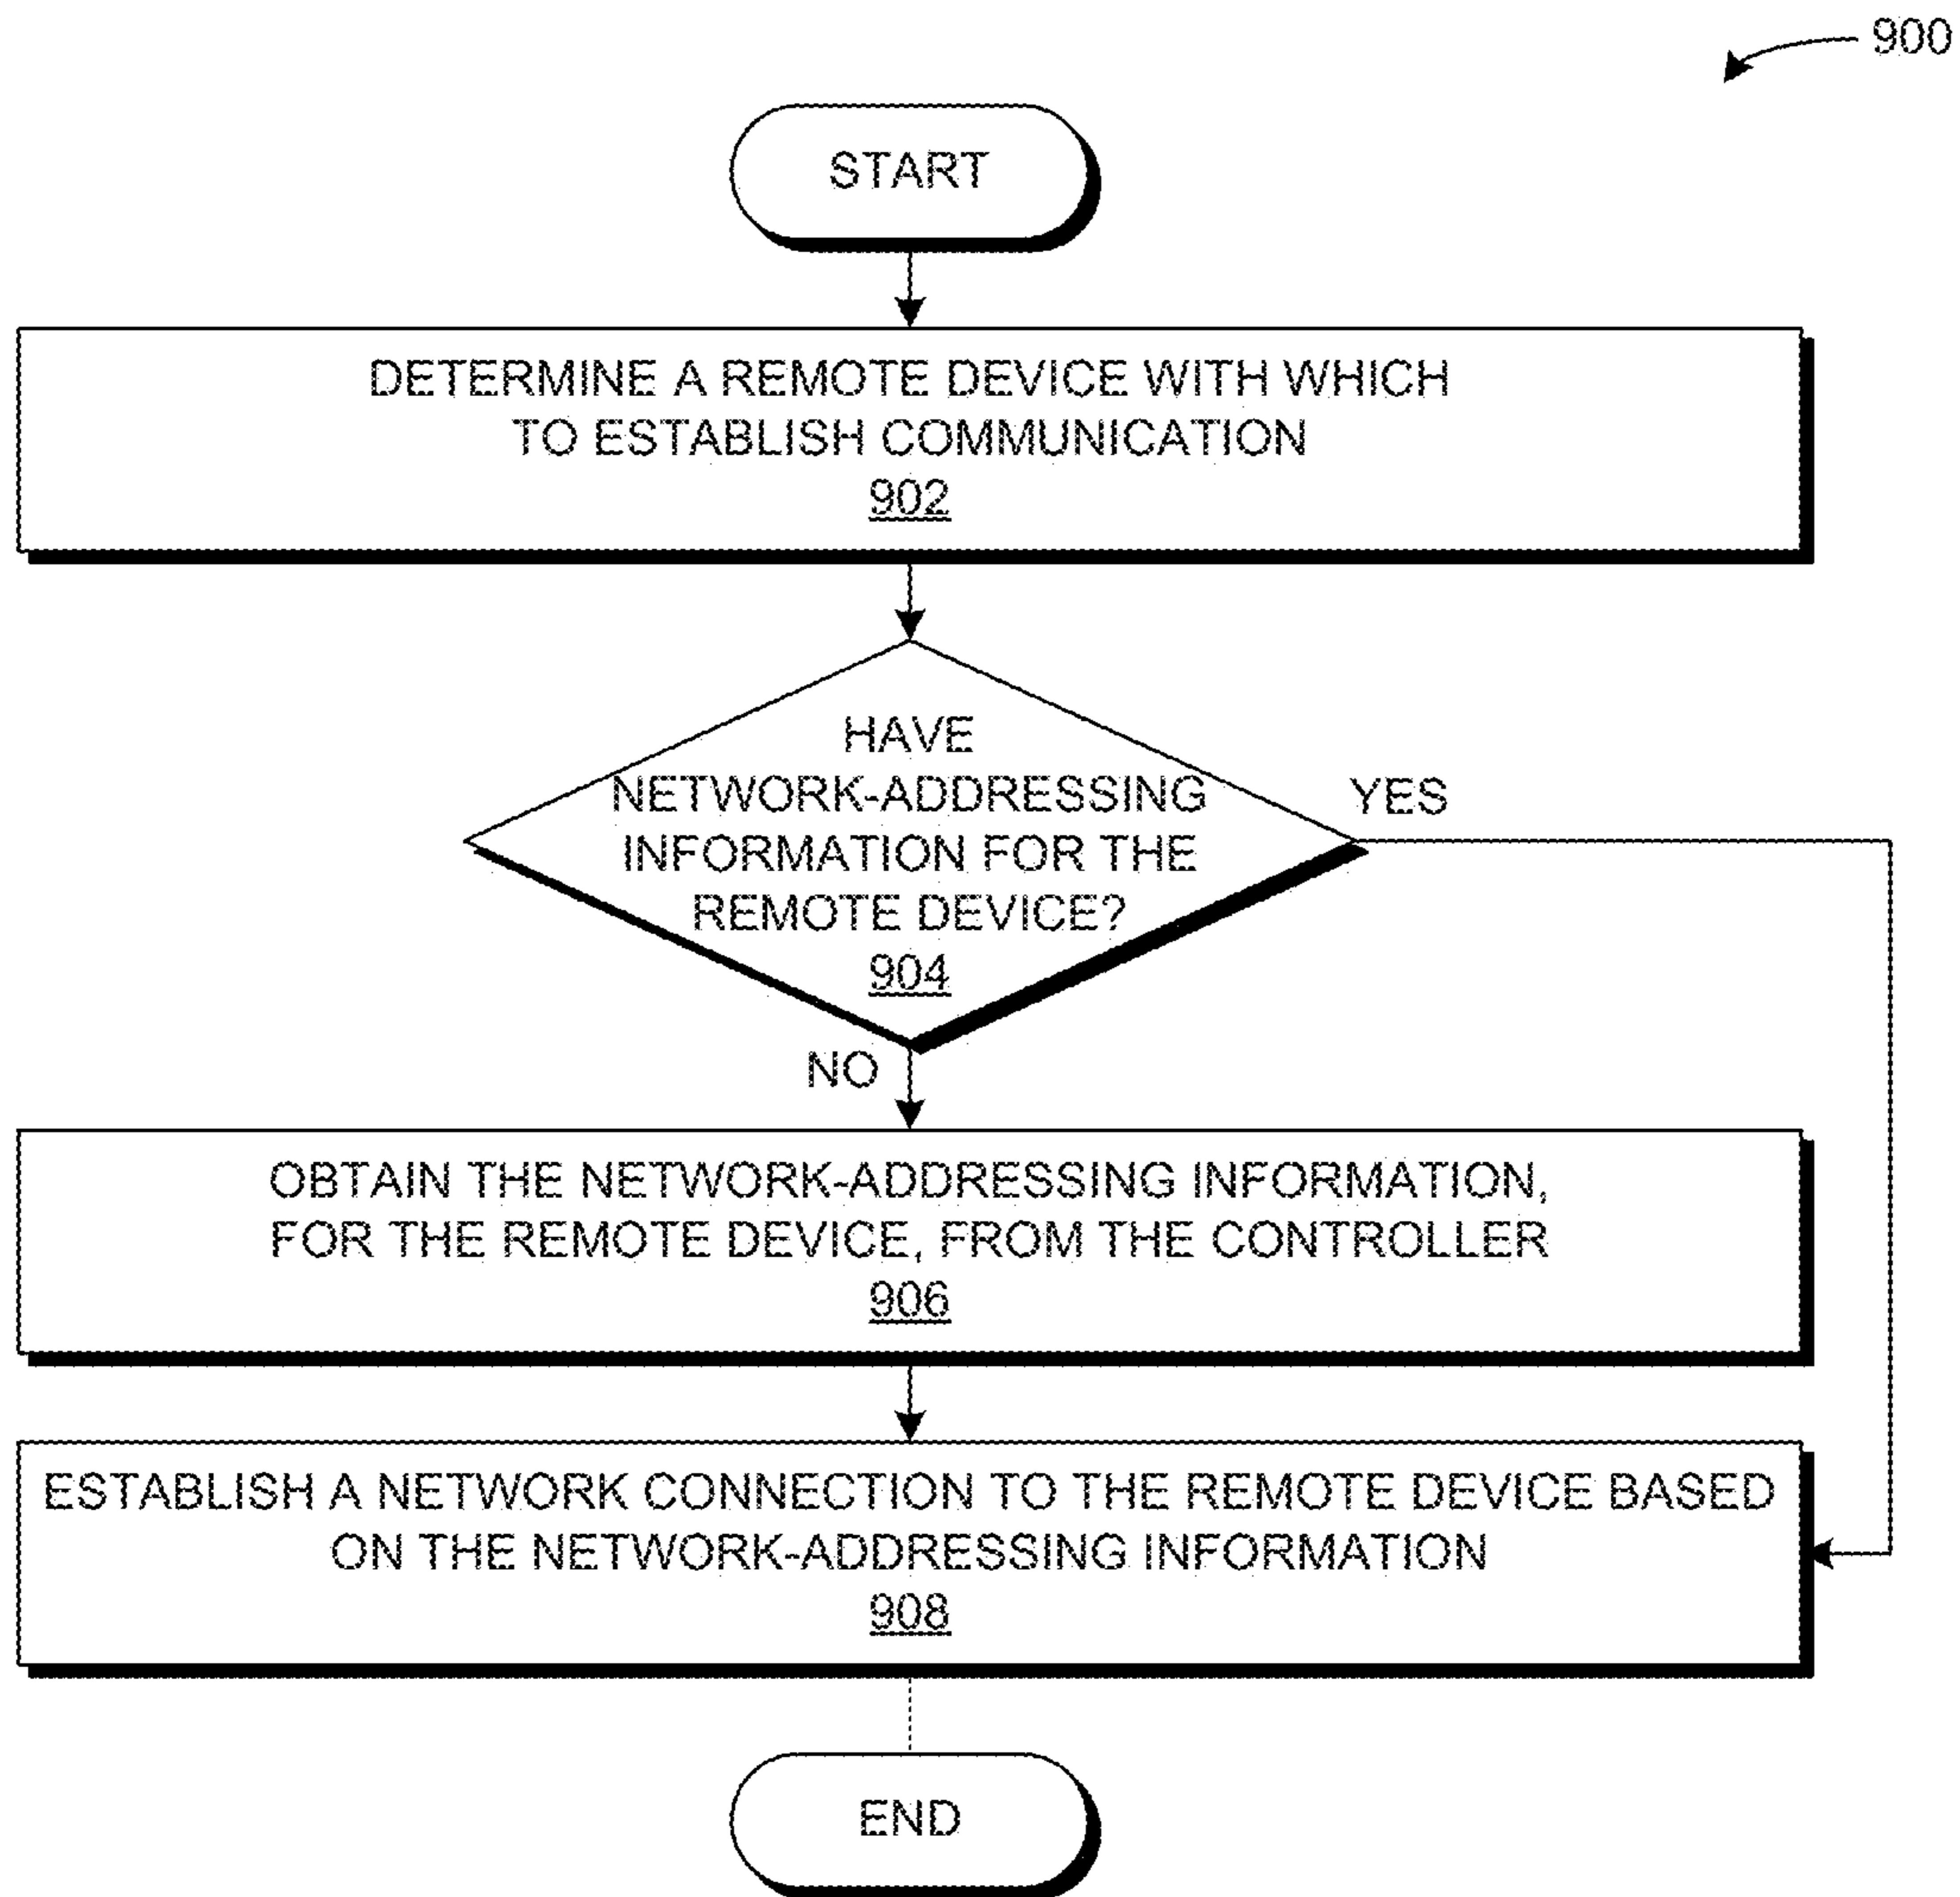 900
START
DETERMINE A REMOTE DEVICE WITH WHICH
TO ESTABLISH COMMUNICATION
902
HAVE
NETWORK-ADDRESSING
INFORMATION FOR THE
REMOTE DEVICE?
904
YES
NO
OBTAIN THE NETWORK-ADDRESSING INFORMATION,
FOR THE REMOTE DEVICE, FROM THE CONTROLLER
906
ESTABLISH A NETWORK CONNECTION TO THE REMOTE DEVICE BASED
ON THE NETWORK-ADDRESSING INFORMATION
908
END